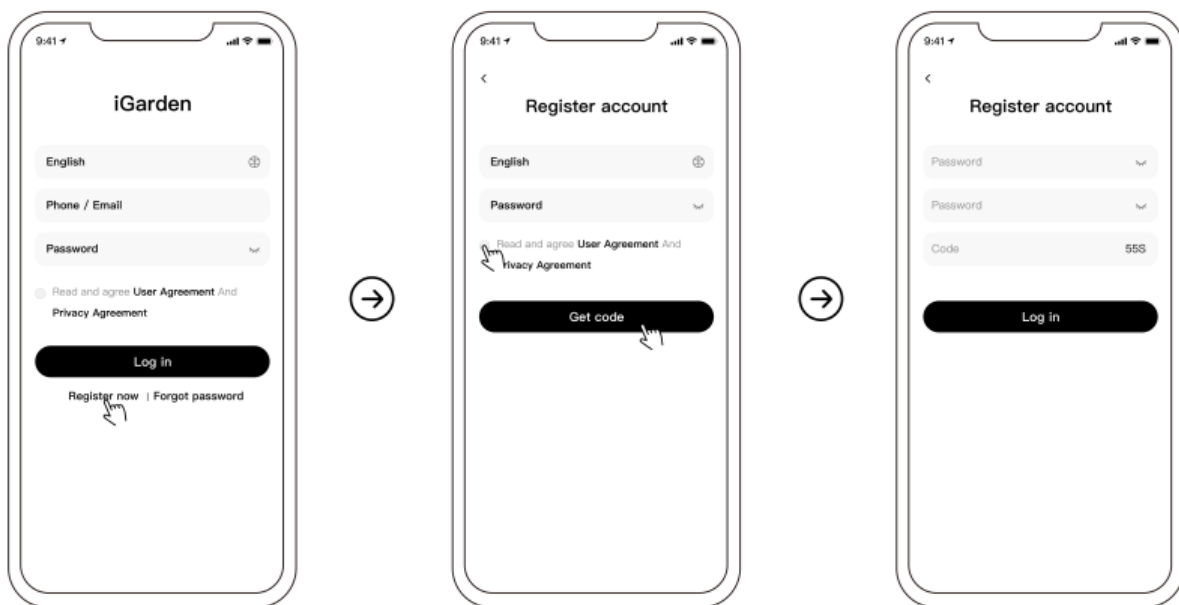 9:41
iGarden
English
Phone / Email
Password
Read and agree User Agreement And
Privacy Agreement
Log in
Register now | Forgot password
9:41
Register account
English
Password
Read and agree User Agreement And
rivacy Agreement
Get code
9:41
Register account
Password
Password
Code 55S
Log in